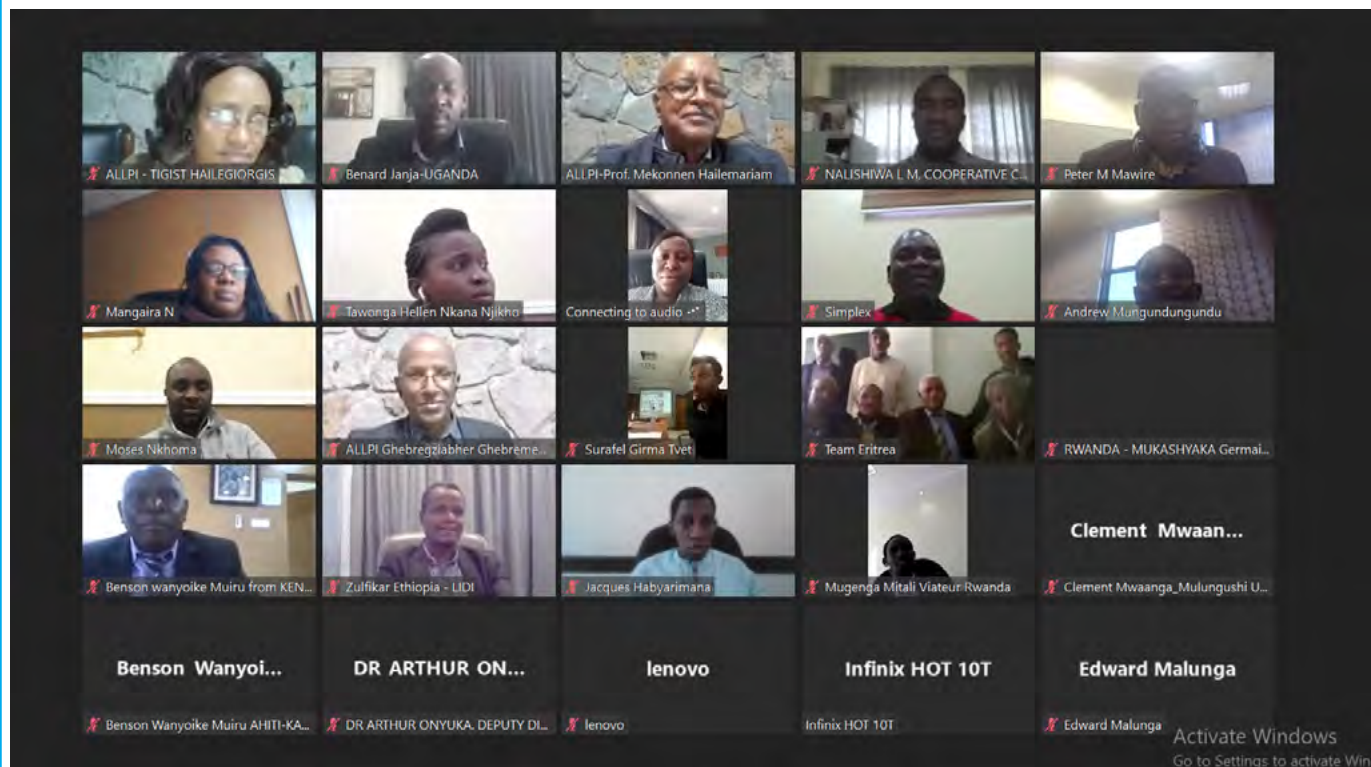 ALLPI - TIGIST HAILEGIORGIS
Benard Janja-UGANDA
ALLPI-Prof. Mekonnen Hailemariam
NALISHIWA L M, COOPERATIVE C...
Peter M Mawire
Mangaira N
Tawonga Hellen Nkana Njikho
Connecting to audio
Simplex
Andrew Mungundungundu
Moses Nkhoma
ALLPI Ghebregziabher Ghebreme...
Surafel Girma Tvet
Team Eritrea
RWANDA - MUKASHYAKA Germai...
Benson wanyoike Muiru from KEN...
Zulfikar Ethiopia - LIDI
Jacques Habyarimana
Mugenga Mitali Viateur Rwanda
Clement Mwaan...
Clement Mwaanga_Mulungushi U...
Benson Wanyoi...
Benson Wanyoike Muiru AHITI-KA...
DR ARTHUR ON...
DR ARTHUR ONYUKA. DEPUTY DI...
lenovo
lenovo
Infinix HOT 10T
Infinix HOT 10T
Edward Malunga
Edward Malunga
Activate Windows
Go to Settings to activate Win